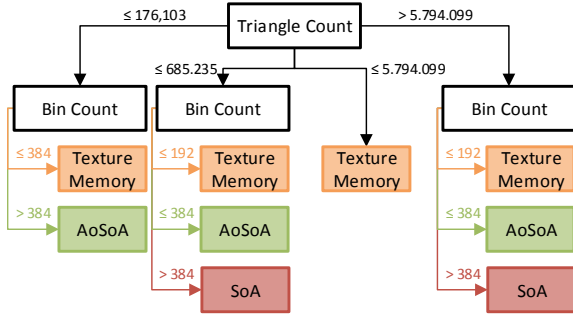 ≤ 176,103
Triangle Count
> 5.794.099
≤ 685.235
≤ 5.794.099
Bin Count
Bin Count
Bin Count
≤ 384
Texture
Memory
≤ 192
Texture
Memory
Texture
Memory
≤ 192
Texture
Memory
> 384
AoSoA
≤ 384
AoSoA
≤ 384
AoSoA
> 384
SoA
> 384
SoA